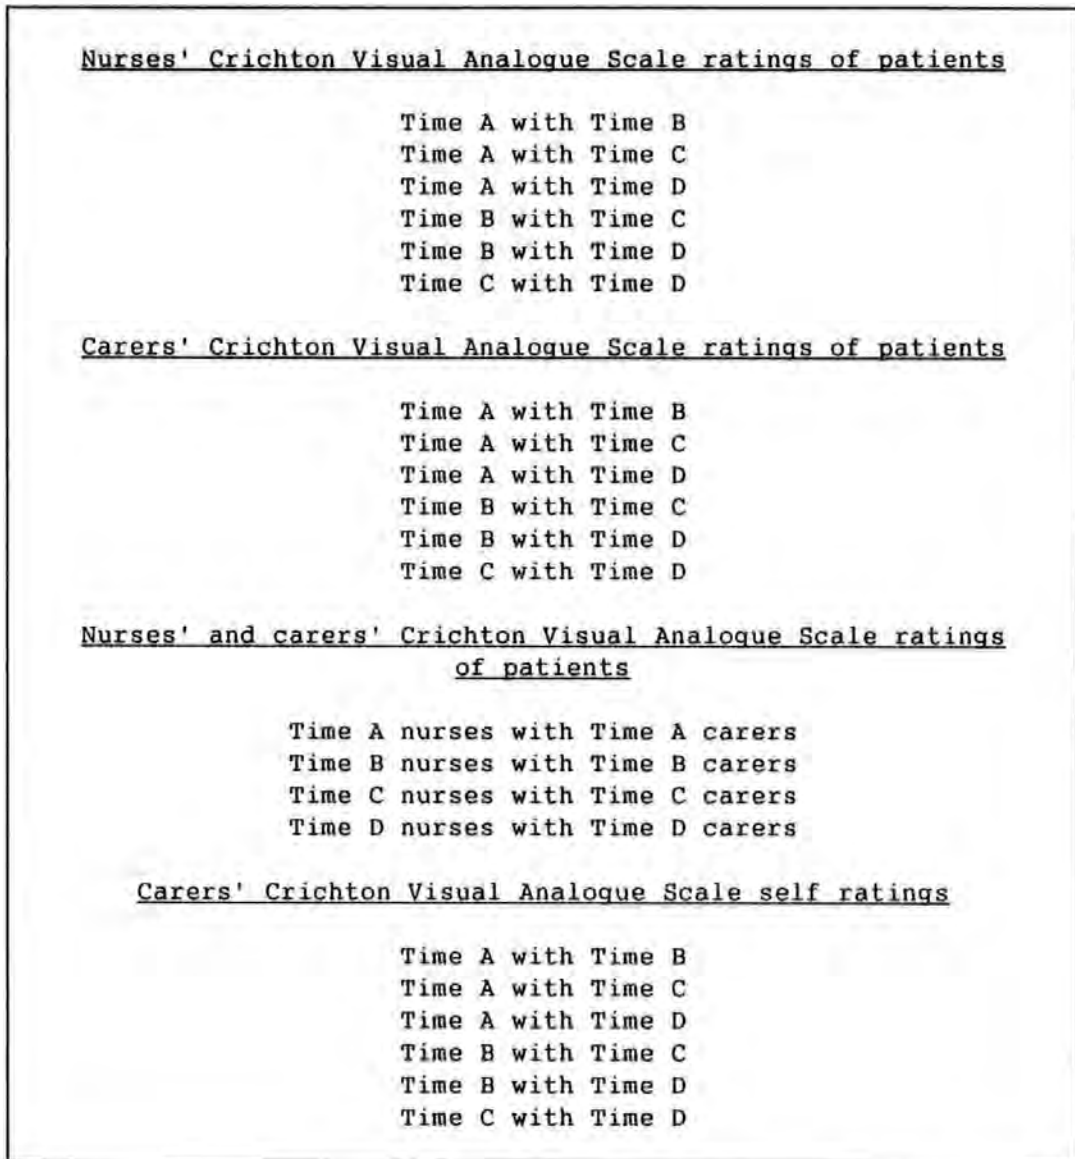 Nurses' Crichton Visual Analogue Scale ratings of patients
Time A with Time B
Time A with Time C
Time A with Time D
Time B with Time C
Time B with Time D
Time C with Time D
Carers' Crichton Visual Analogue Scale ratings of patients
Time A with Time B
Time A with Time C
Time A with Time D
Time B with Time C
Time B with Time D
Time C with Time D
Nurses' and carers' Crichton Visual Analogue Scale ratings
of patients
Time A nurses with Time A carers
Time B nurses with Time B carers
Time C nurses with Time C carers
Time D nurses with Time D carers
Carers' Crichton Visual Analogue Scale self ratings
Time A with Time B
Time A with Time C
Time A with Time D
Time B with Time C
Time B with Time D
Time C with Time D